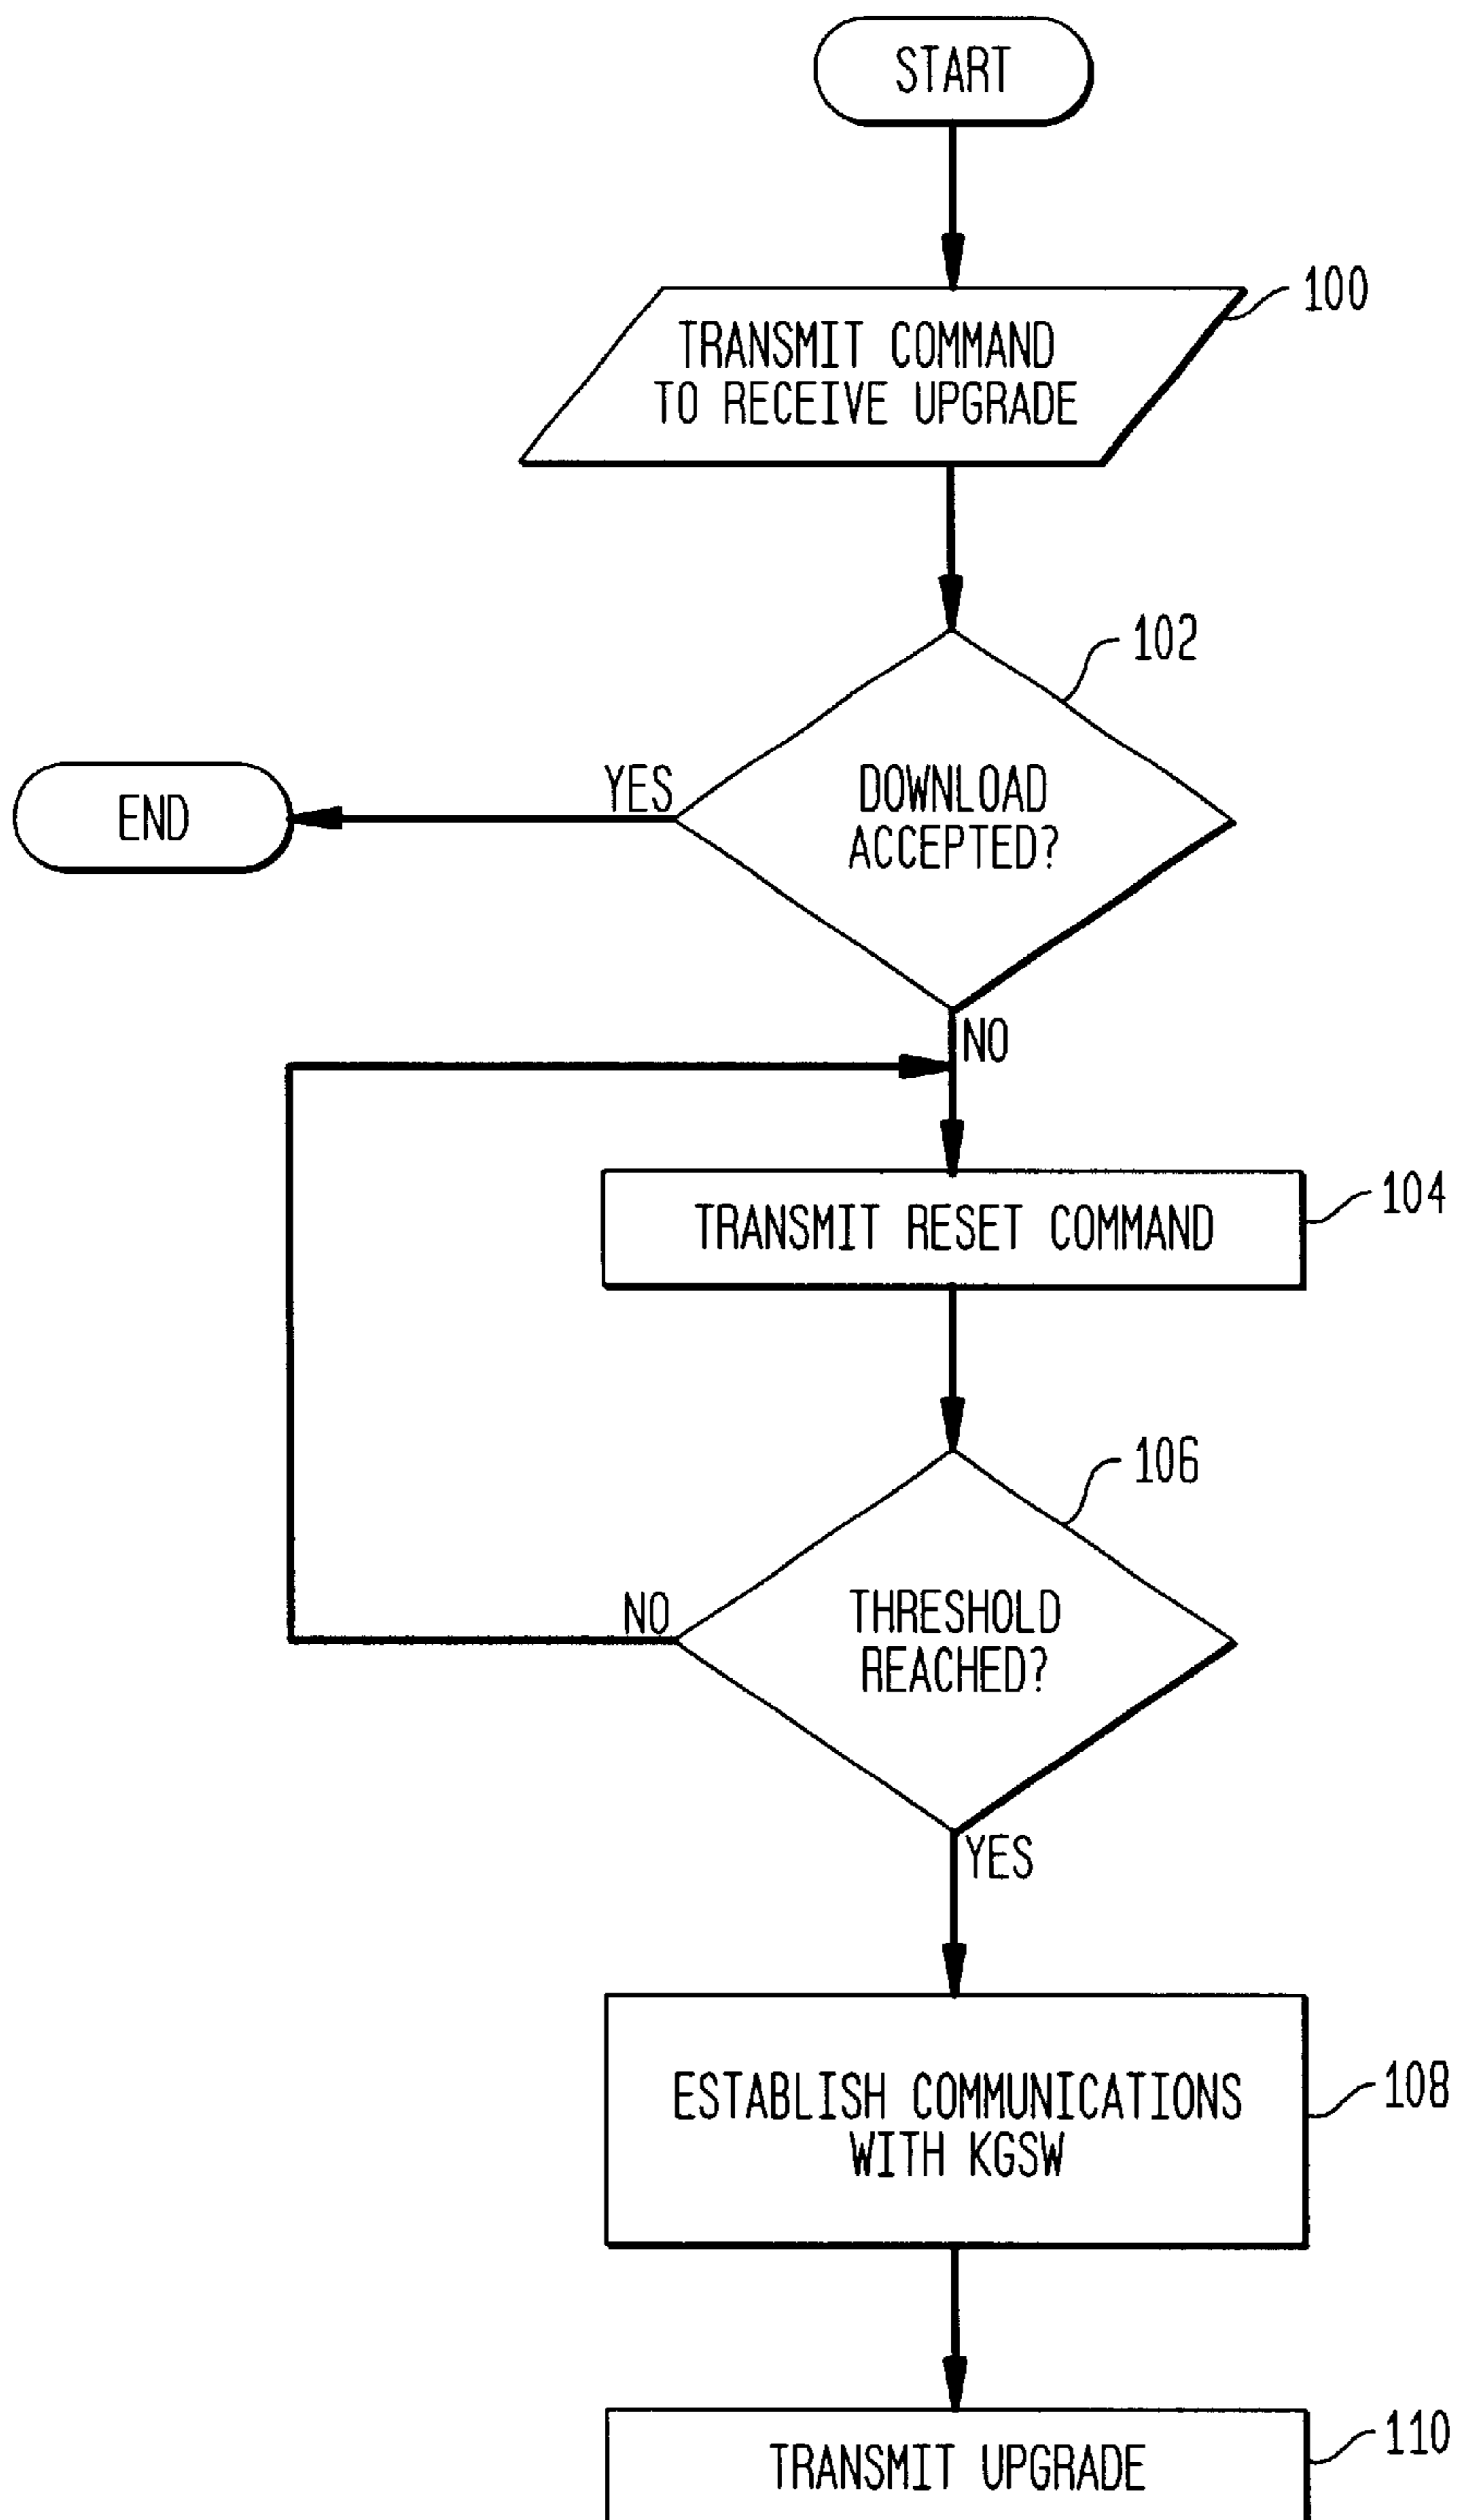 START
100
TRANSMIT COMMAND
TO RECEIVE UPGRADE
102
YES
DOWNLOAD
ACCEPTED?
END
NO
104
TRANSMIT RESET COMMAND
106
NO
THRESHOLD
REACHED?
YES
ESTABLISH COMMUNICATIONS
WITH KGSW
108
110
TRANSMIT UPGRADE